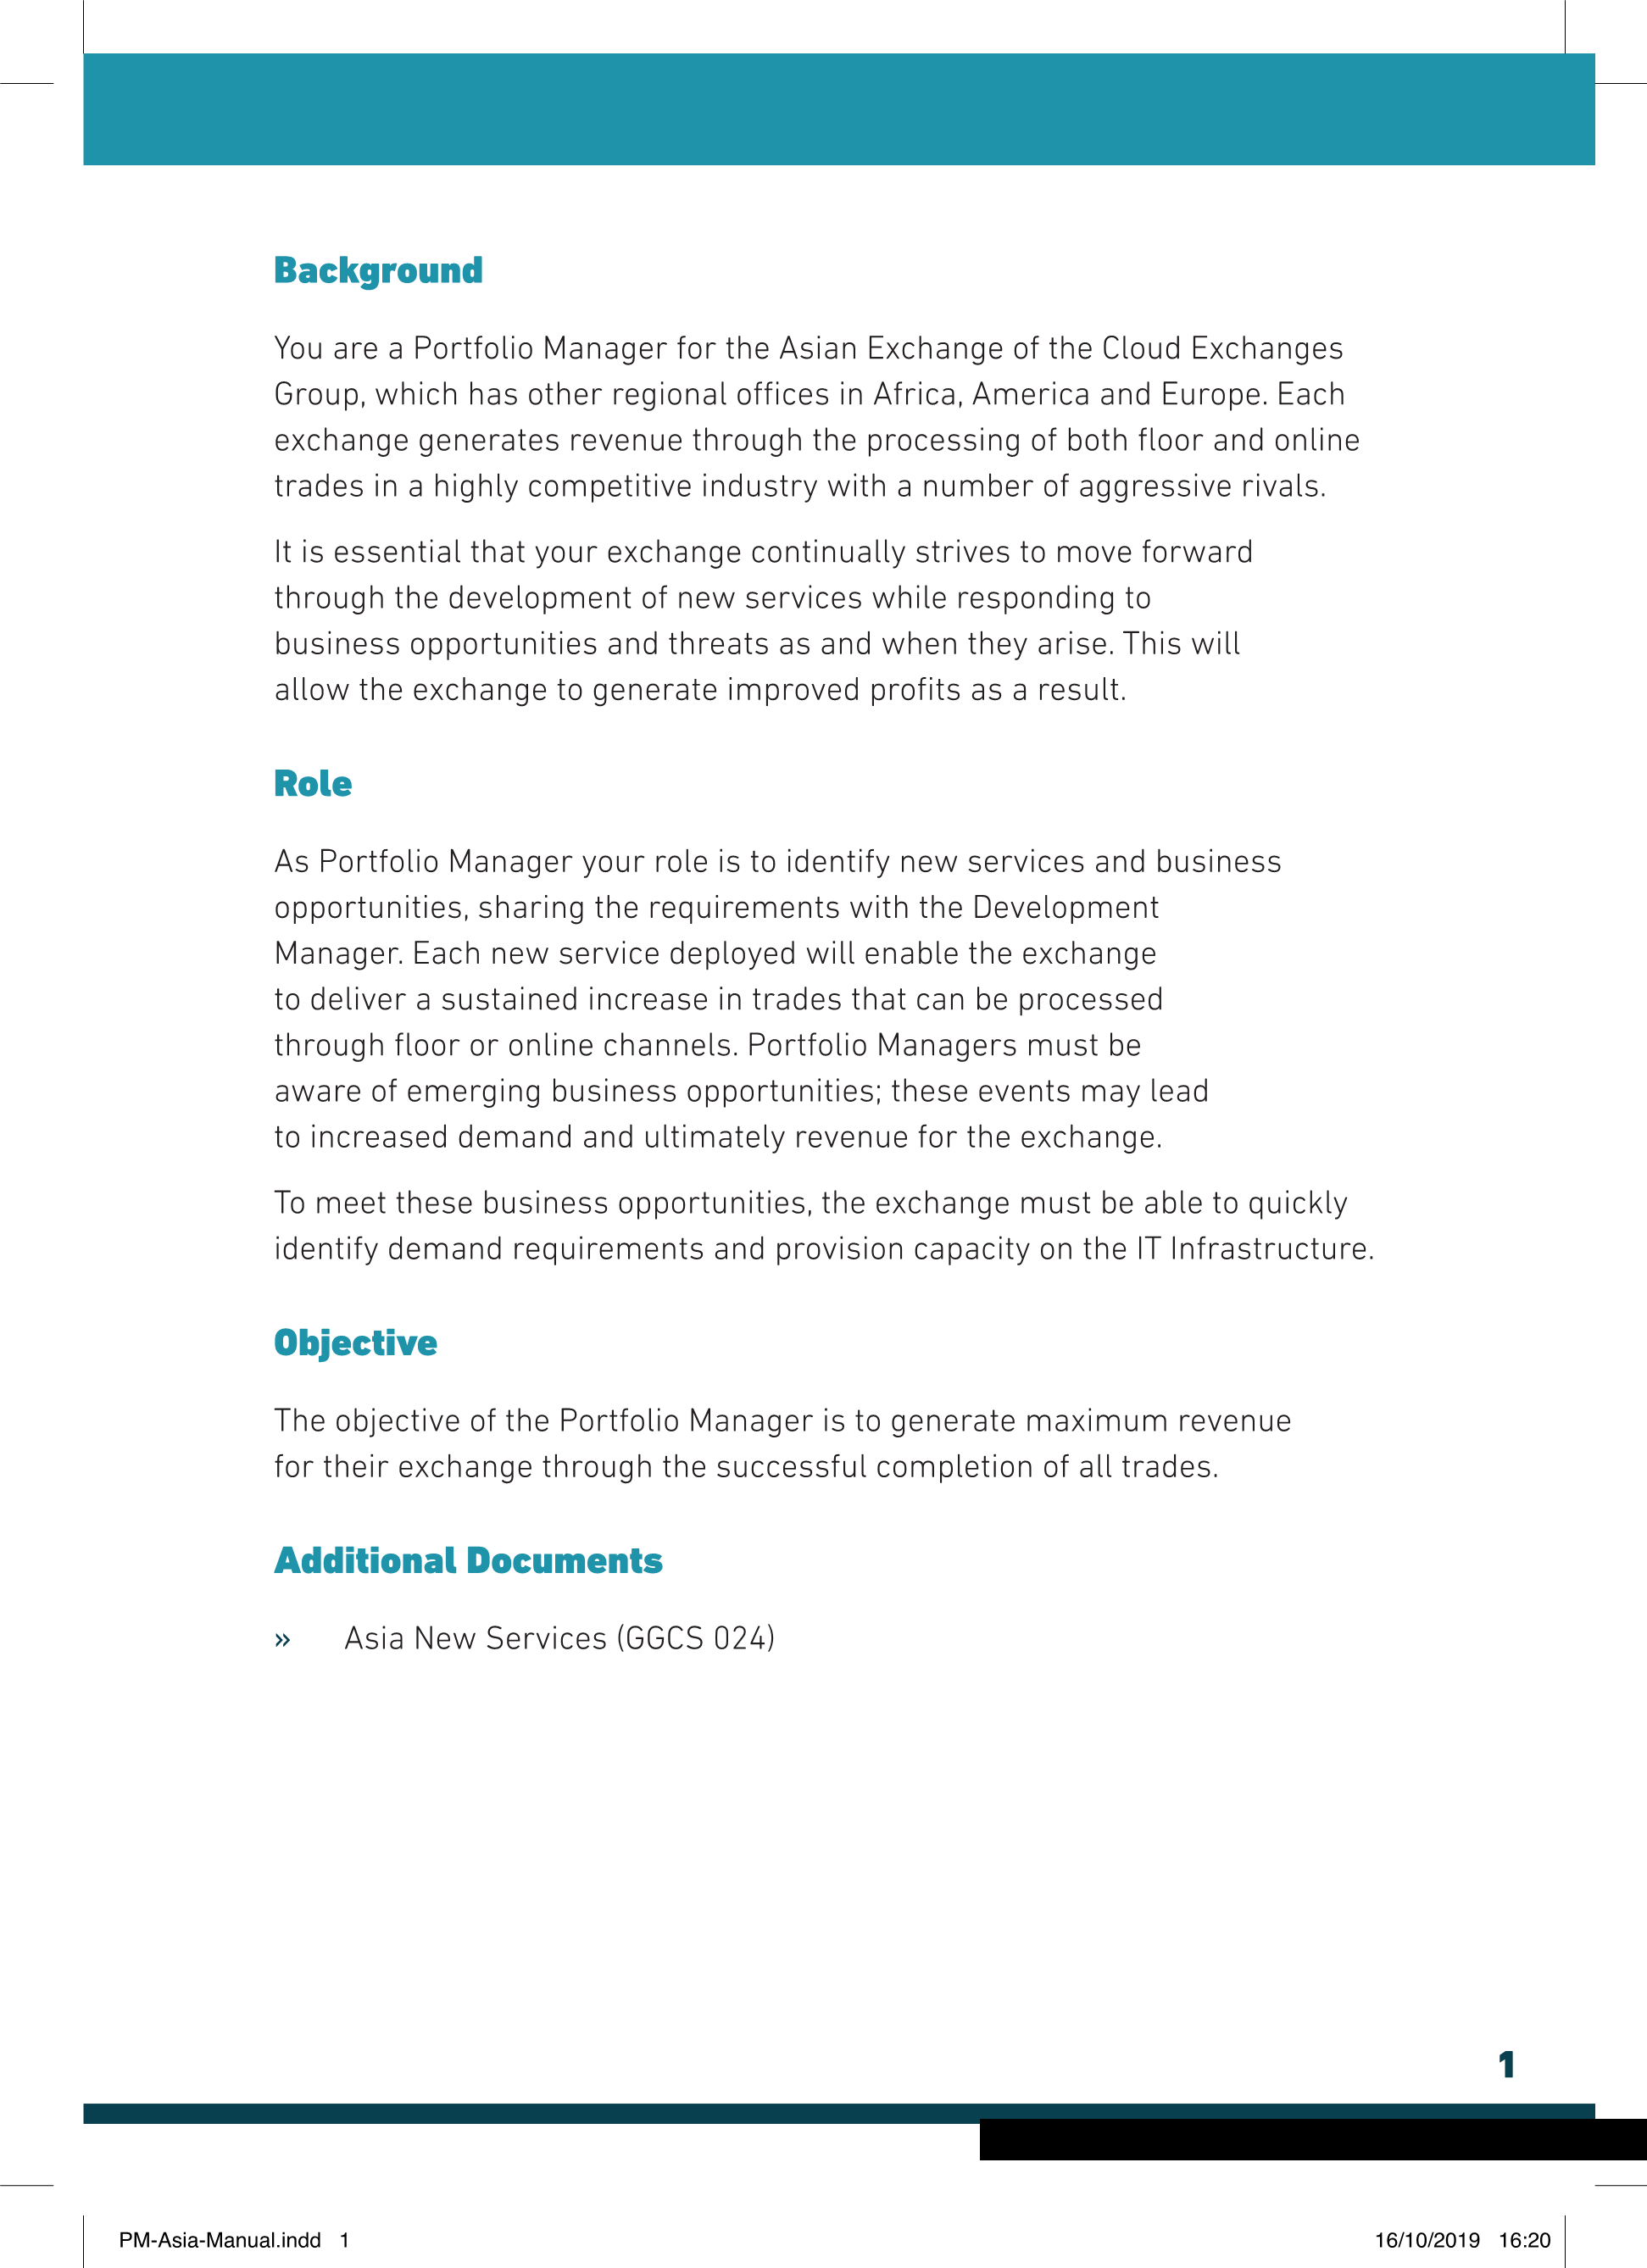 Background
You are a Portfolio Manager for the Asian Exchange of the Cloud Exchanges
Group, which has other regional offices in Africa, America and Europe. Each
exchange generates revenue through the processing of both floor and online
trades in a highly competitive industry with a number of aggressive rivals.
It is essential that your exchange continually strives to move forward
through the development of new services while responding to
business opportunities and threats as and when they arise. This will
allow the exchange to generate improved profits as a result.
Role
As Portfolio Manager your role is to identify new services and business
opportunities, sharing the requirements with the Development
Manager. Each new service deployed will enable the exchange
to deliver a sustained increase in trades that can be processed
through floor or online channels. Portfolio Managers must be
aware of emerging business opportunities; these events may lead
to increased demand and ultimately revenue for the exchange.
To meet these business opportunities, the exchange must be able to quickly
identify demand requirements and provision capacity on the IT Infrastructure.
Objective
The objective of the Portfolio Manager is to generate maximum revenue
for their exchange through the successful completion of all trades.
Additional Documents
» Asia New Services (GGCS 024)
1
PM-Asia-Manual.indd 1 16/10/2019 16:20